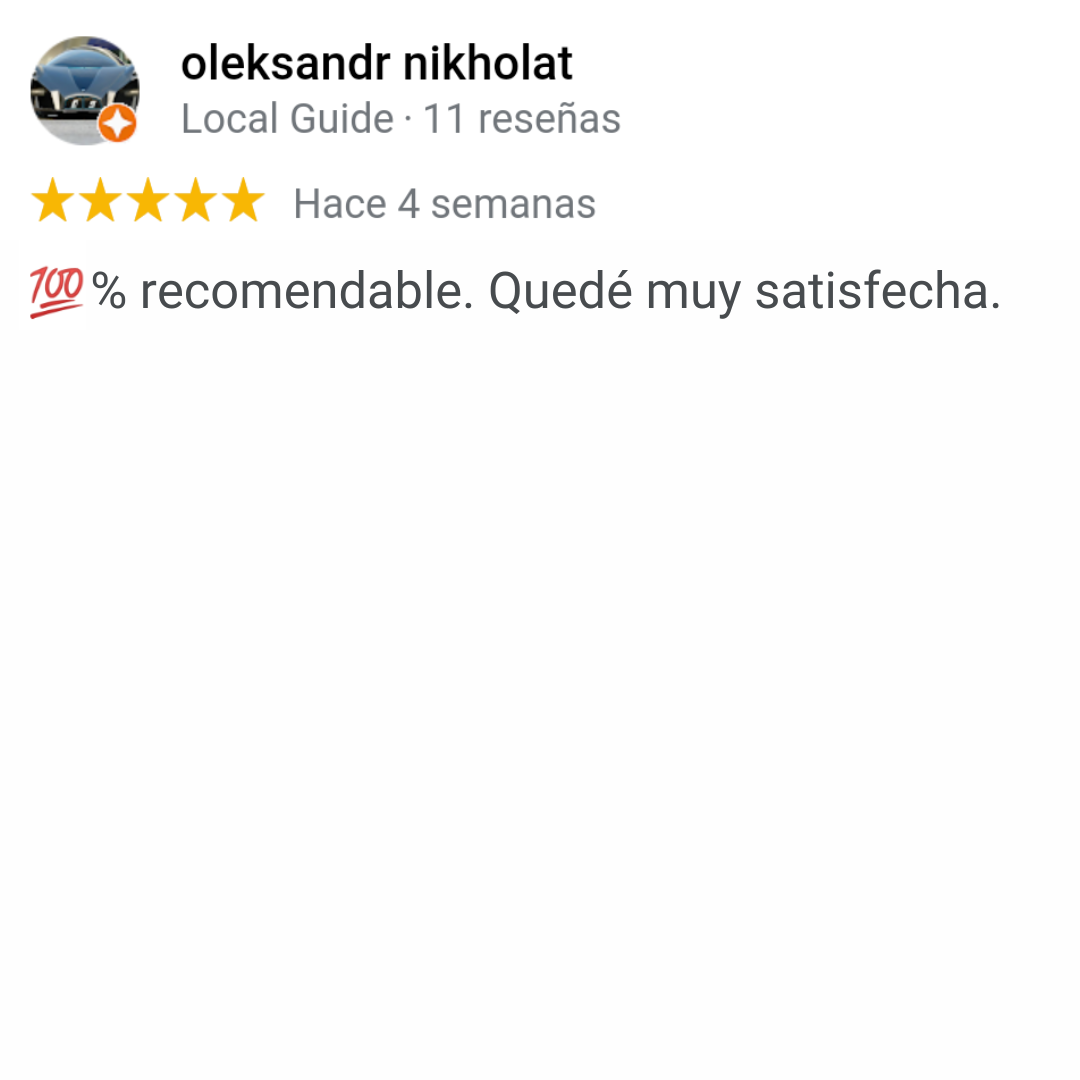 oleksandr nikholat
Local Guide · 11 reseñas
Hace 4 semanas
💯% recomendable. Quedé muy satisfecha.